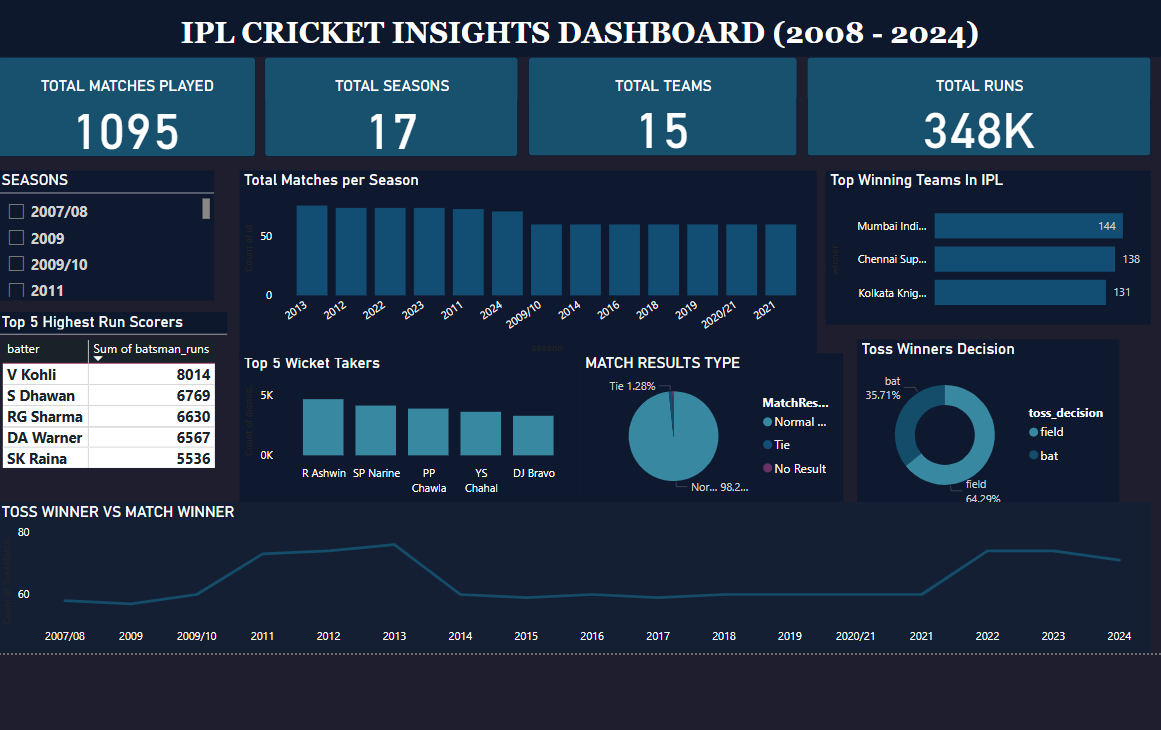 IPL CRICKET INSIGHTS DASHBOARD (2008 - 2024)
TOTAL MATCHES PLAYED
1095
TOTAL SEASONS
17
TOTAL TEAMS
15
TOTAL RUNS
348K
SEASONS
2007/08
2009
2009/10
2011
Top 5 Highest Run Scorers
batter Sum of batsman_runs
V Kohli 8014
S Dhawan 6769
RG Sharma 6630
DA Warner 6567
SK Raina 5536
Total Matches per Season
50
0
2013 2012 2022 2023 2011 2024 2009/10 2014 2016 2018 2019 2020/21 2021
Top Winning Teams In IPL
Mumbai Indi... 144
Chennai Sup... 138
Kolkata Knig... 131
Top 5 Wicket Takers
5K
0K
R Ashwin SP Narine PP Chawla YS Chahal DJ Bravo
MATCH RESULTS TYPE
Tie 1.28%
Nor... 98.2...
MatchRes...
Normal ...
Tie
No Result
Toss Winners Decision
bat
35.71%
field
64.29%
toss_decision
field
bat
TOSS WINNER VS MATCH WINNER
80
60
2007/08 2009 2009/10 2011 2012 2013 2014 2015 2016 2017 2018 2019 2020/21 2021 2022 2023 2024